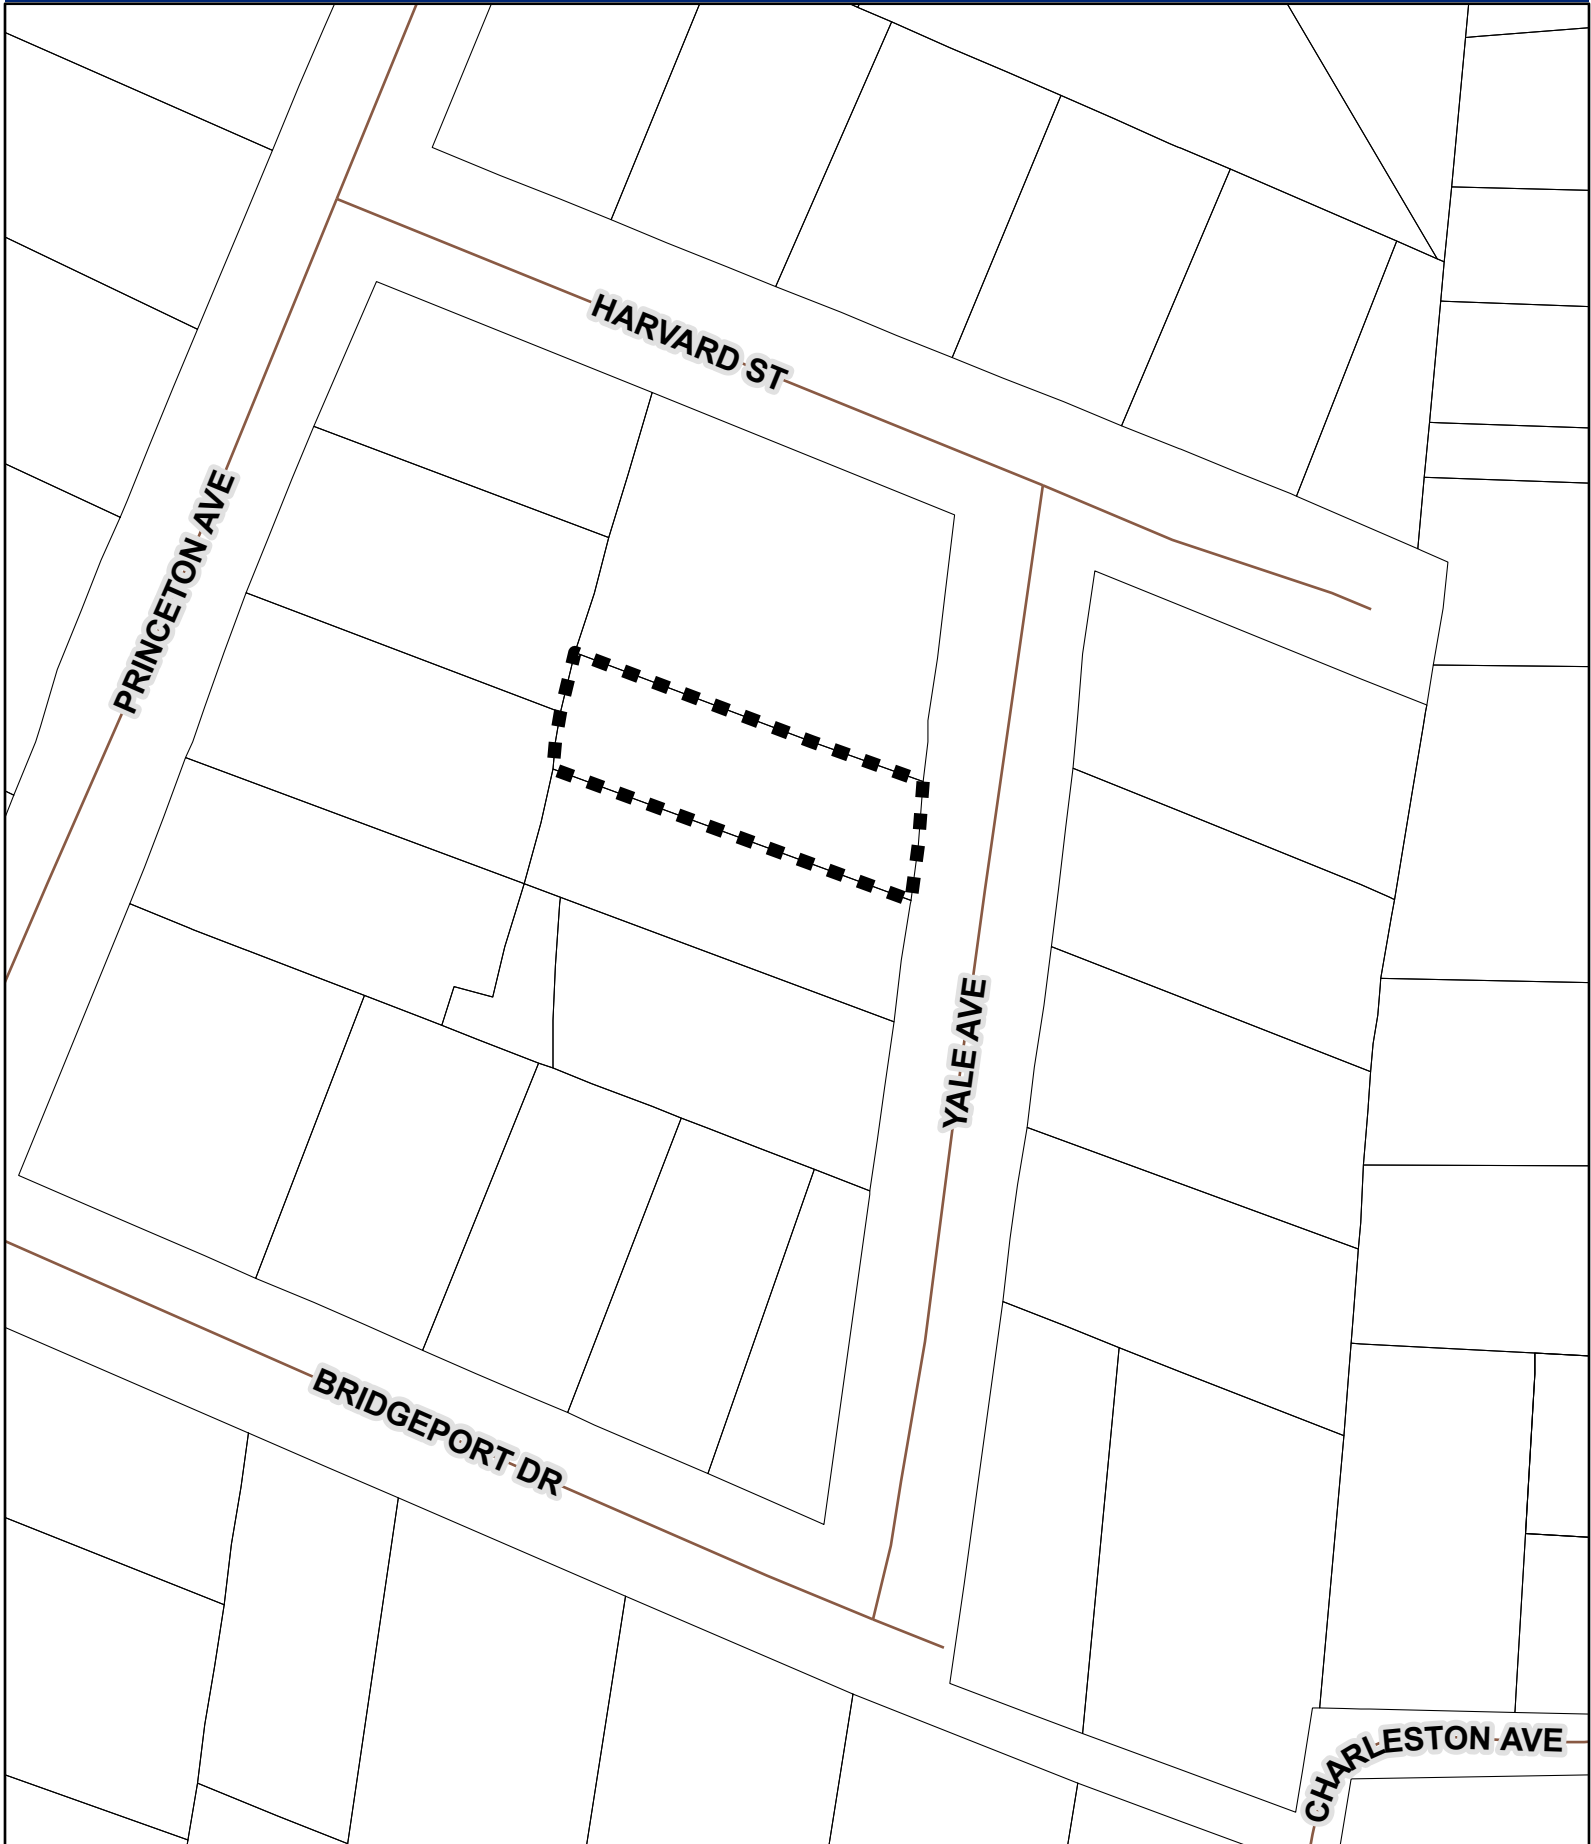 HARVARD ST
PRINCETON AVE
YALE AVE
BRIDGEPORT DR
CHARLESTON AVE